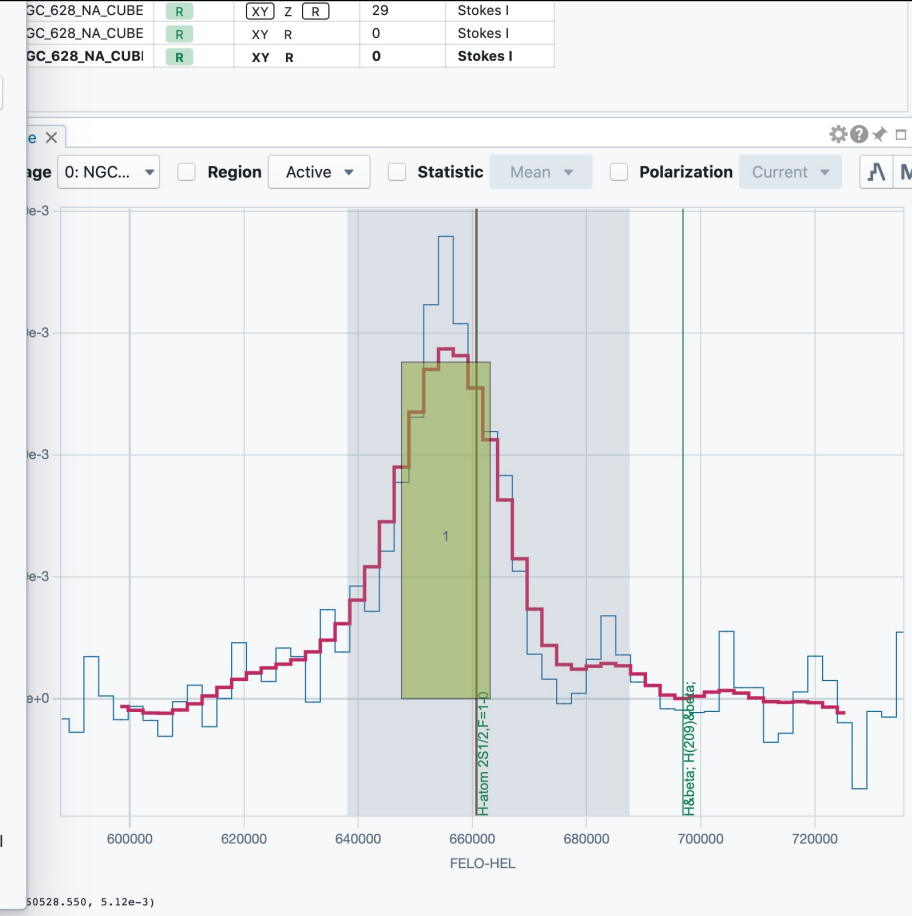 GC_628_NA_CUBE R XY Z R 29 Stokes I
GC_628_NA_CUBE R XY R 0 Stokes I
GC_628_NA_CUBI R XY R 0 Stokes I
e
age 0: NGC... Region Active Statistic Mean Polarization Current
e-3
e-3
e-3
e-3
e+0
1
H-atom 2S1/2,F=1-0
H&beta; H(209)&beta;
600000 620000 640000 660000 680000 700000 720000
FELO-HEL
60528.550, 5.12e-3)